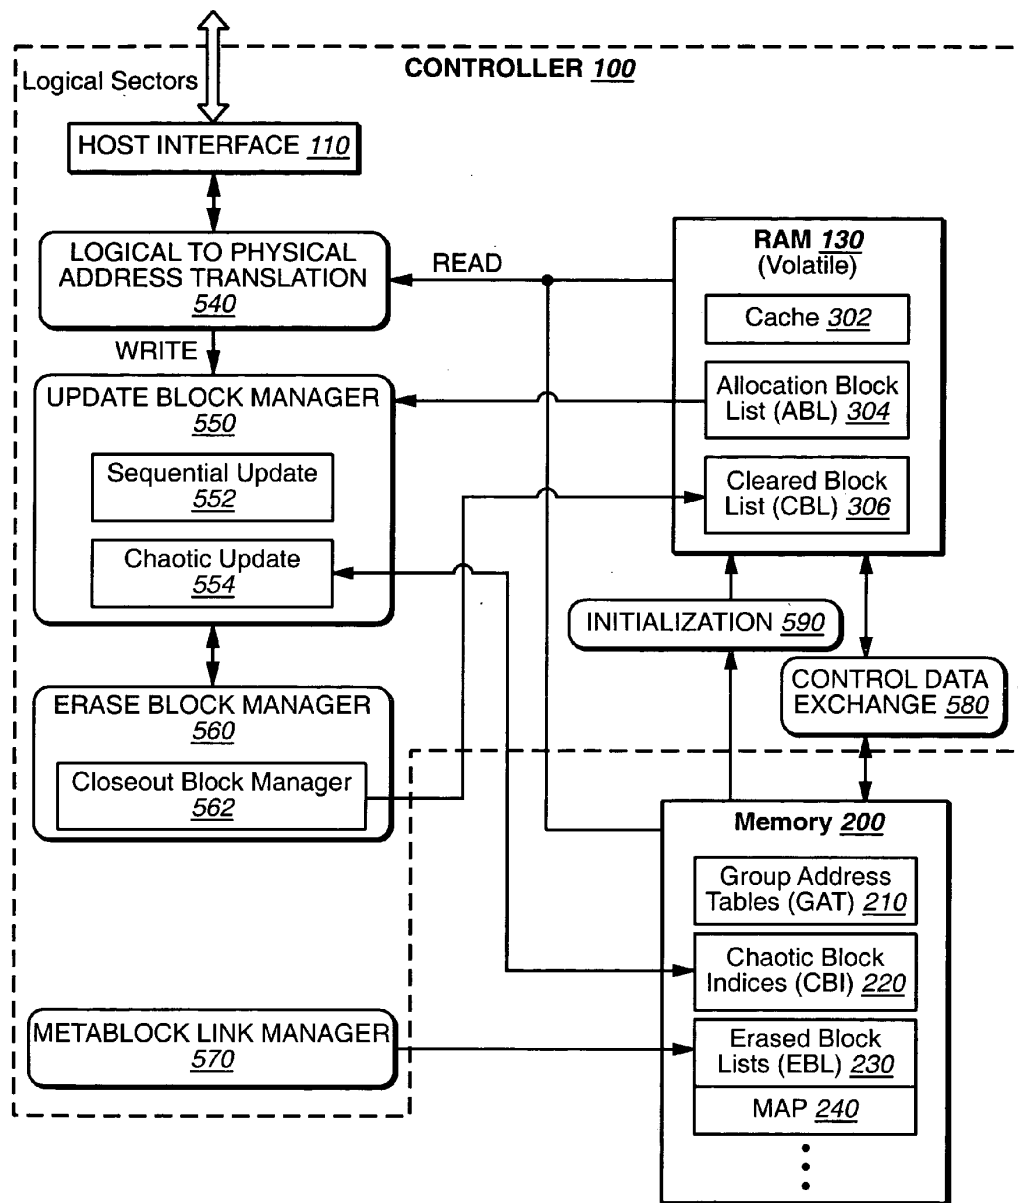 CONTROLLER 100
Logical Sectors
HOST INTERFACE 110
LOGICAL TO PHYSICAL
ADDRESS TRANSLATION
540
READ
WRITE
UPDATE BLOCK MANAGER
550
Sequential Update
552
Chaotic Update
554
ERASE BLOCK MANAGER
560
Closeout Block Manager
562
METABLOCK LINK MANAGER
570
RAM 130
(Volatile)
Cache 302
Allocation Block
List (ABL) 304
Cleared Block
List (CBL) 306
INITIALIZATION 590
CONTROL DATA
EXCHANGE 580
Memory 200
Group Address
Tables (GAT) 210
Chaotic Block
Indices (CBI) 220
Erased Block
Lists (EBL) 230
MAP 240